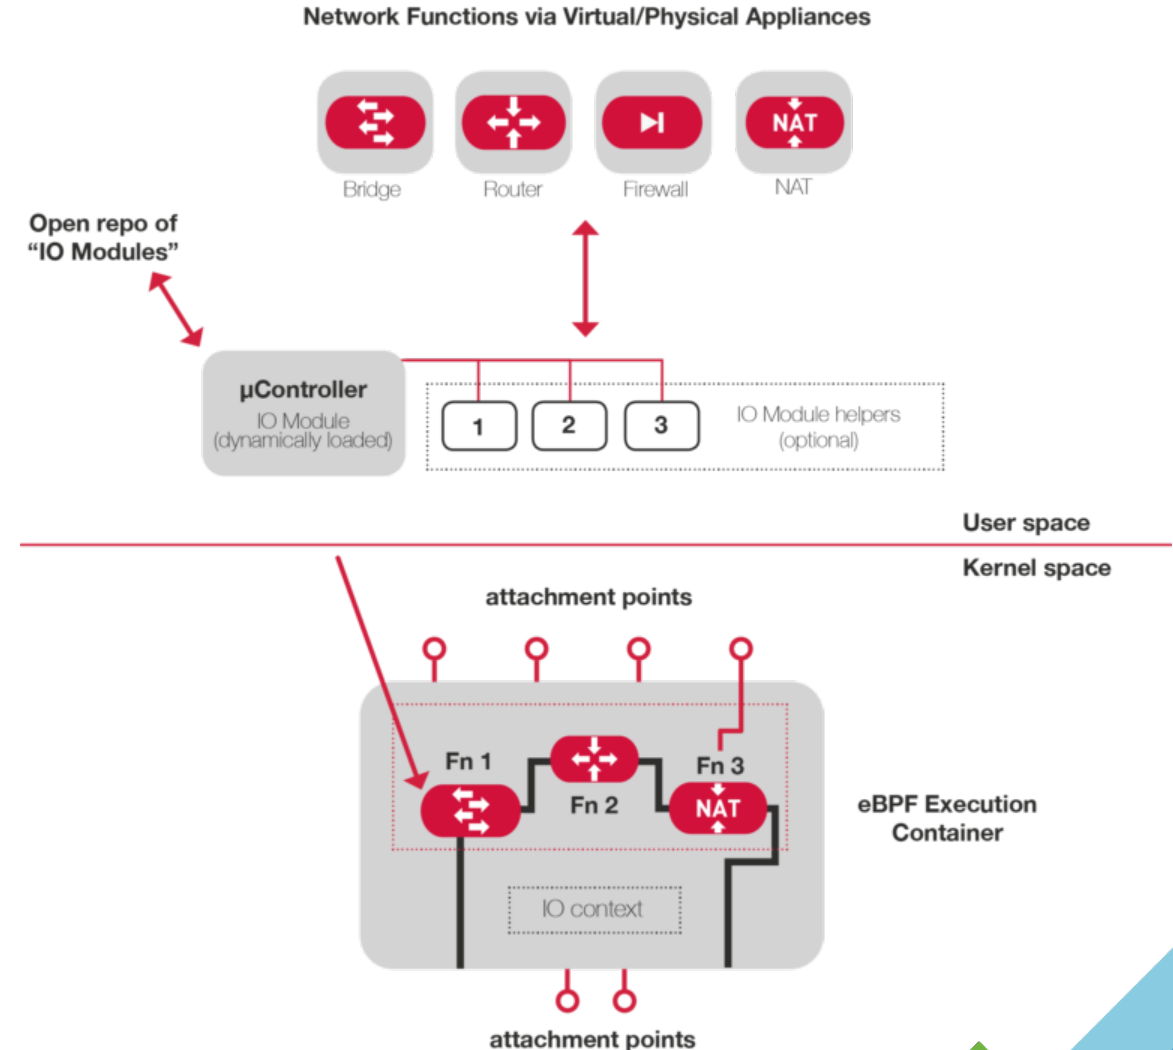 Network Functions via Virtual/Physical Appliances
NAT
Bridge
Router
Firewall
NAT
Open repo of
“IO Modules”
µController
IO Module
(dynamically loaded)
1
2
3
IO Module helpers
(optional)
User space
Kernel space
attachment points
Fn 1
Fn 2
Fn 3
NAT
eBPF Execution
Container
IO context
attachment points